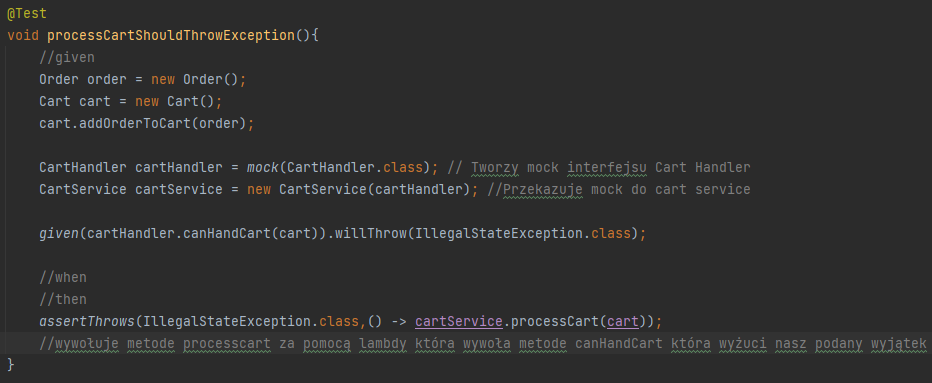 @Test
void processCartShouldThrowException(){
//given
Order order = new Order();
Cart cart = new Cart();
cart.addOrderToCart(order);
CartHandler cartHandler = mock(CartHandler.class); // Tworzy mock interfejsu Cart Handler
CartService cartService = new CartService(cartHandler); //Przekazuje mock do cart service
given(cartHandler.canHandCart(cart)).willThrow(IllegalStateException.class);
//when
//then
assertThrows(IllegalStateException.class,() -> cartService.processCart(cart));
//wywołuje metode processcart za pomocą lambdy która wywoła metode canHandCart która wyżuci nasz podany wyjątek
}